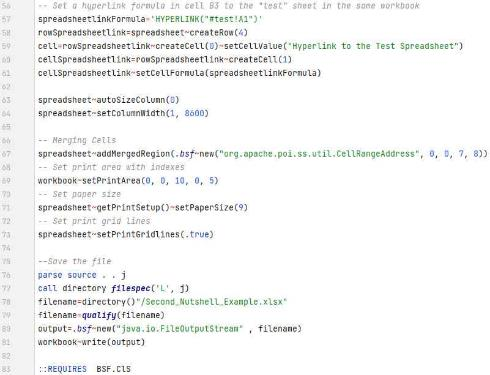 56 -- Set a hyperlink formula in cell B3 to the "test" sheet in the same workbook
57 spreadsheetlinkFormula='HYPERLINK("#test!A1")'
58 rowSpreadsheetlink=spreadsheet~createRow(4)
59 cell=rowSpreadsheetlink~createCell(0)~setCellValue("Hyperlink to the Test Spreadsheet")
60 cellSpreadsheetlink=rowSpreadsheetlink~createCell(1)
61 cellSpreadsheetlink~setCellFormula(spreadsheetlinkFormula)
62
63 spreadsheet~autoSizeColumn(0)
64 spreadsheet~setColumnWidth(1, 8600)
65
66 -- Merging Cells
67 spreadsheet~addMergedRegion(.bsf~new("org.apache.poi.ss.util.CellRangeAddress", 0, 0, 7, 8))
68 -- Set print area with indexes
69 workbook~setPrintArea(0, 0, 10, 0, 5)
70 -- Set paper size
71 spreadsheet~getPrintSetup()~setPaperSize(9)
72 -- Set print grid lines
73 spreadsheet~setPrintGridlines(.true)
74
75 --Save the file
76 parse source . . j
77 call directory filespec('L', j)
78 filename=directory()"/Second_Nutshell_Example.xlsx"
79 filename=qualify(filename)
80 output=.bsf~new("java.io.FileOutputStream" , filename)
81 workbook~write(output)
82
83 ::REQUIRES BSF.ClS